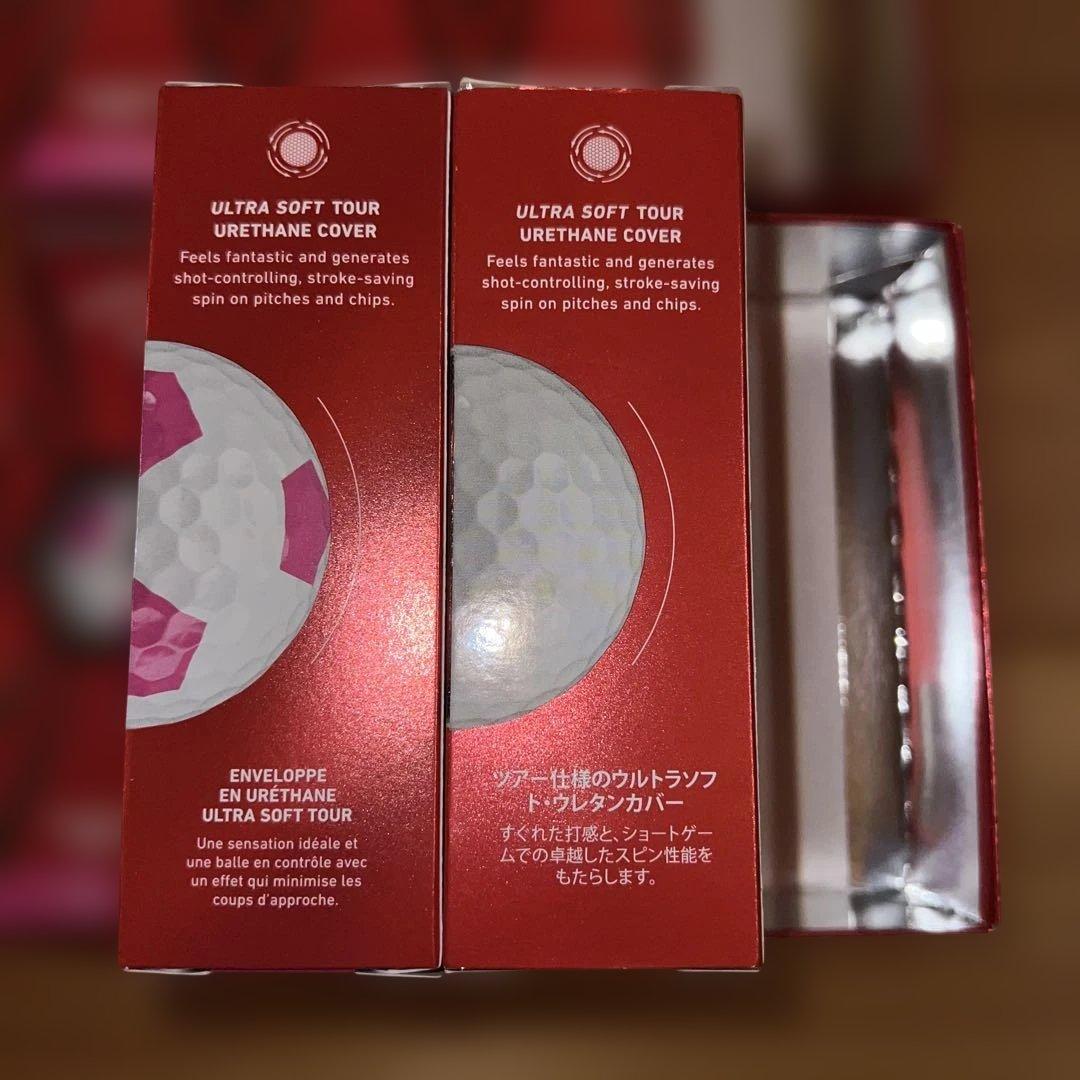 ULTRA SOFT TOUR
URETHANE COVER
Feels fantastic and generates
shot-controlling, stroke-saving
spin on pitches and chips.
ENVELOPPE
EN URÉTHANE
ULTRA SOFT TOUR
Une sensation idéale et
une balle en contrôle avec
un effet qui minimise les
coups d'approche.
ULTRA SOFT TOUR
URETHANE COVER
Feels fantastic and generates
shot-controlling, stroke-saving
spin on pitches and chips.
ツアー仕様のウルトラソフ
ト・ウレタンカバー
すぐれた打感と、ショートゲー
ムでの卓越したスピン性能を
もたらします。